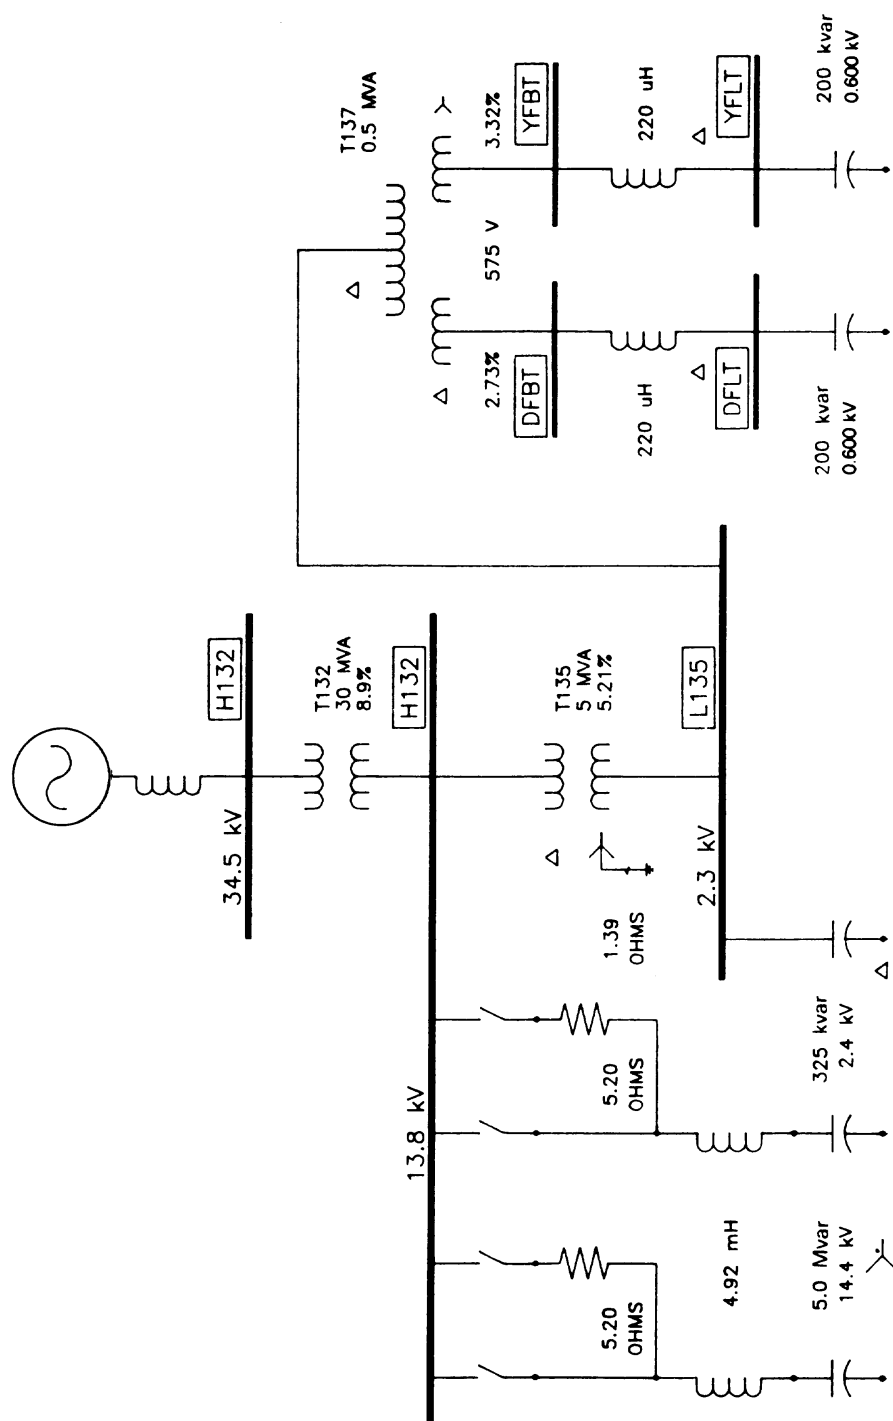 34.5 kV
H132
T132
30 MVA
8.9%
13.8 kV
H132
T135
5 MVA
5.21%
1.39
OHMS
2.3 kV
L135
325 kvar
2.4 kV
5.20
OHMS
5.20
OHMS
4.92 mH
5.0 Mvar
14.4 kV
T137
0.5 MVA
2.73%
575 V
3.32%
DFBT
YFBT
220 uH
220 uH
DFLT
YFLT
200 kvar
0.600 kV
200 kvar
0.600 kV